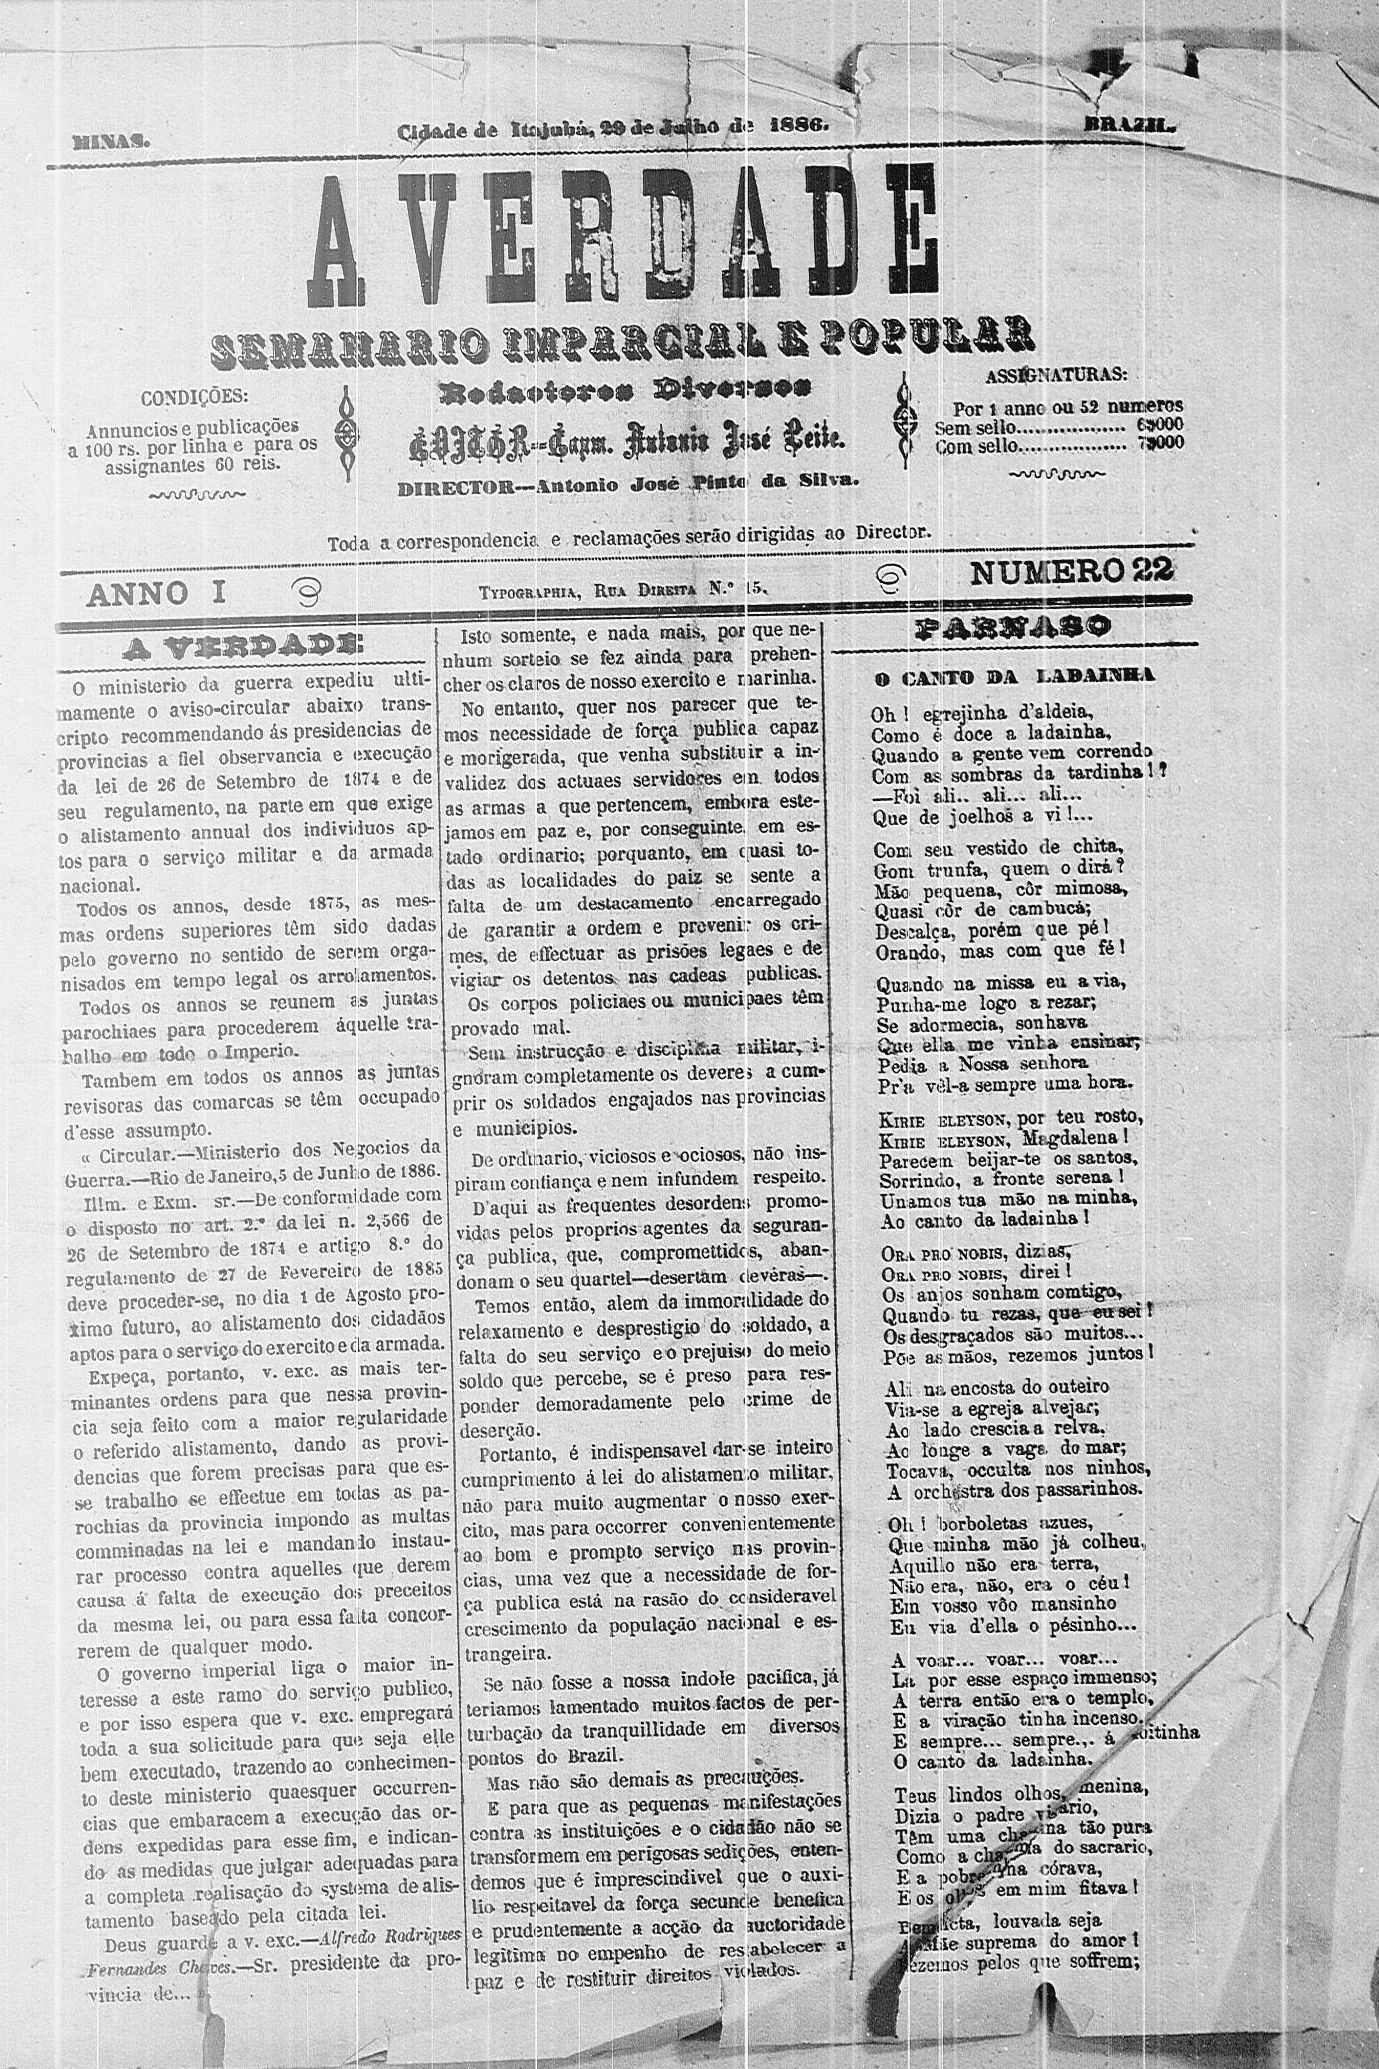 MINAS.
Cidade de Itajubá, 29 de Julho de 1886.
BRAZIL.
A VERDADE
SEMANARIO IMPARCIAL E POPULAR
CONDIÇÕES:
Annuncios e publicações
a 100 rs. por linha e para os
assignantes 60 reis.
Redactores Diversos
EDITOR--Capm. Antonio José Leite.
DIRECTOR—Antonio José Pinto da Silva.
ASSIGNATURAS:
Por 1 anno ou 52 numeros
Sem sello.................. 6$000
Com sello.................. 7$000
Toda a correspondencia e reclamações serão dirigidas ao Director.
ANNO I
TYPOGRAPHIA, RUA DIREITA N.º 15.
NUMERO 22
A VERDADE
O ministerio da guerra expediu ulti-
mamente o aviso-circular abaixo trans-
cripto recommendando ás presidencias de
provincias a fiel observancia e execução
da lei de 26 de Setembro de 1874 e de
seu regulamento, na parte em que exige
o alistamento annual dos individuos ap-
tos para o serviço militar e da armada
nacional.
Todos os annos, desde 1875, as mes-
mas ordens superiores têm sido dadas
pelo governo no sentido de serem orga-
nisados em tempo legal os arrolamentos.
Todos os annos se reunem as juntas
parochiaes para procederem áquelle tra-
balho em todo o Imperio.
Tambem em todos os annos as juntas
revisoras das comarcas se têm occupado
d'esse assumpto.
« Circular.—Ministerio dos Negocios da
Guerra.—Rio de Janeiro, 5 de Junho de 1886.
Illm. e Exm. sr.—De conformidade com
o disposto no art. 2.º da lei n. 2,566 de
26 de Setembro de 1874 e artigo 8.º do
regulamento de 27 de Fevereiro de 1885
deve proceder-se, no dia 1 de Agosto pro-
ximo futuro, ao alistamento dos cidadãos
aptos para o serviço do exercito e da armada.
Expeça, portanto, v. exc. as mais ter-
minantes ordens para que nessa provin-
cia seja feito com a maior regularidade
o referido alistamento, dando as provi-
dencias que forem precisas para que es-
se trabalho se effectue em todas as pa-
rochias da provincia impondo as multas
comminadas na lei e mandando instau-
rar processo contra aquelles que derem
causa á falta de execução dos preceitos
da mesma lei, ou para essa falta concor-
rerem de qualquer modo.
O governo imperial liga o maior in-
teresse a este ramo do serviço publico,
e por isso espera que v. exc. empregará
toda a sua solicitude para que seja elle
bem executado, trazendo ao conhecimen-
to deste ministerio quaesquer occurren-
cias que embaracem a execução das or-
dens expedidas para esse fim, e indican-
do as medidas que julgar adequadas para
a completa realisação do systema de alis-
tamento baseado pela citada lei.
Deus guarde a v. exc.—Alfredo Rodrigues
Fernandes Chaves.—Sr. presidente da pro-
vincia de...
Isto somente, e nada mais, por que ne-
nhum sorteio se fez ainda para prehen-
cher os claros de nosso exercito e marinha.
No entanto, quer nos parecer que te-
mos necessidade de força publica capaz
e morigerada, que venha substituir a in-
validez dos actuaes servidores em todos
as armas a que pertencem, embora este-
jamos em paz e, por conseguinte, em es-
tado ordinario; porquanto, em quasi to-
das as localidades do paiz se sente a
falta de um destacamento encarregado
de garantir a ordem e prevenir os cri-
mes, de effectuar as prisões legaes e de
vigiar os detentos nas cadeas publicas.
Os corpos policiaes ou municipaes têm
provado mal.
Sem instrucção e disciplina militar, i-
gnoram completamente os deveres a cum-
prir os soldados engajados nas provincias
e municipios.
De ordinario, viciosos e ociosos, não ins-
piram confiança e nem infundem respeito.
D'aqui as frequentes desordens promo-
vidas pelos proprios agentes da seguran-
ça publica, que, compromettidos, aban-
donam o seu quartel—desertam devéras—.
Temos então, alem da immoralidade do
relaxamento e desprestigio do soldado, a
falta do seu serviço e o prejuiso do meio
soldo que percebe, se é preso para res-
ponder demoradamente pelo crime de
deserção.
Portanto, é indispensavel dar-se inteiro
cumprimento á lei do alistamento militar,
não para muito augmentar o nosso exer-
cito, mas para occorrer convenientemente
ao bom e prompto serviço nas provin-
cias, uma vez que a necessidade de for-
ça publica está na rasão do consideravel
crescimento da população nacional e es-
trangeira.
Se não fosse a nossa indole pacifica, já
teriamos lamentado muitos factos de per-
turbação da tranquillidade em diversos
pontos do Brazil.
Mas não são demais as precauções.
E para que as pequenas manifestações
contra as instituições e o cidadão não se
transformem em perigosas sedições, enten-
demos que é imprescindivel que o auxi-
lio respeitavel da força secunde benefica
e prudentemente a acção da auctoridade
legitima no empenho de restabelecer a
paz e de restituir direitos violados.
PARNASO
O CANTO DA LADAINHA
Oh! egrejinha d'aldeia,
Como é doce a ladainha,
Quando a gente vem correndo
Com as sombras da tardinha!?
—Foi ali.. ali... ali...
Que de joelhos a vi!...
Com seu vestido de chita,
Gom trunfa, quem o dirá?
Mão pequena, côr mimosa,
Quasi côr de cambucá;
Descalça, porém que pé!
Orando, mas com que fé!
Quando na missa eu a via,
Punha-me logo a rezar;
Se adormecia, sonhava
Que ella me vinha ensinar;
Pedia a Nossa senhora
Pr'a vêl-a sempre uma hora.
KIRIE ELEYSON, por teu rosto,
KIRIE ELEYSON, Magdalena!
Parecem beijar-te os santos,
Sorrindo, a fronte serena!
Unamos tua mão na minha,
Ao canto da ladainha!
ORA PRO NOBIS, dizias,
ORA PRO NOBIS, direi!
Os anjos sonham comtigo,
Quando tu rezas, que eu sei!
Os desgraçados são muitos...
Põe as mãos, rezemos juntos!
Ali na encosta do outeiro
Via-se a egreja alvejar;
Ao lado crescia a relva,
Ao longe a vaga do mar;
Tocava, occulta nos ninhos,
A orchestra dos passarinhos.
Oh! borboletas azues,
Que minha mão já colheu,
Aquillo não era terra,
Não era, não, era o céu!
Em vosso vôo mansinho
Eu via d'ella o pésinho...
A voar... voar... voar...
La por esse espaço immenso;
A terra então era o templo,
E a viração tinha incenso.
E sempre... sempre... á noitinha
O canto da ladainha.
Teus lindos olhos, menina,
Dizia o padre vigario,
Têm uma chamma tão pura
Como a chamma do sacrario,
E a pobresinha córava,
E os olhos em mim fitava!
Bemdicta, louvada seja
A Mãe suprema do amor!
Rezemos pelos que soffrem;